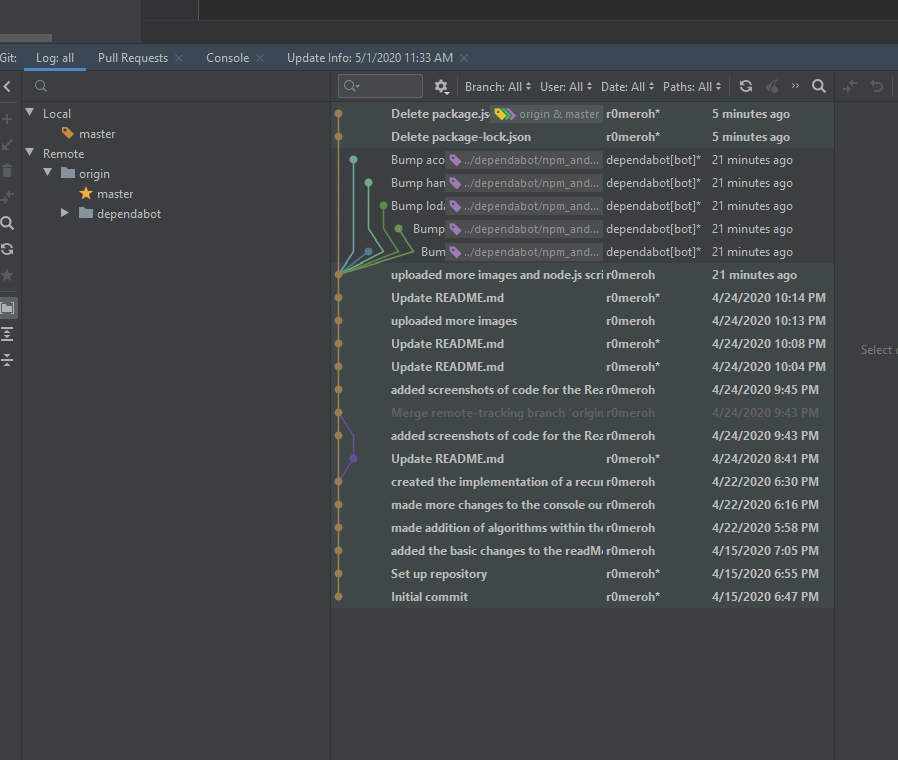 Git: Log: all Pull Requests Console Update Info: 5/1/2020 11:33 AM
Branch: All User: All Date: All Paths: All
Local
master
Remote
origin
master
dependabot
Delete package.js origin & master r0meroh* 5 minutes ago
Delete package-lock.json r0meroh* 5 minutes ago
Bump aco ../dependabot/npm_and... dependabot[bot]* 21 minutes ago
Bump han ../dependabot/npm_and... dependabot[bot]* 21 minutes ago
Bump loda ../dependabot/npm_and... dependabot[bot]* 21 minutes ago
Bump ../dependabot/npm_and... dependabot[bot]* 21 minutes ago
Bum ../dependabot/npm_and... dependabot[bot]* 21 minutes ago
uploaded more images and node.js scri r0meroh 21 minutes ago
Update README.md r0meroh* 4/24/2020 10:14 PM
uploaded more images r0meroh 4/24/2020 10:13 PM
Update README.md r0meroh* 4/24/2020 10:08 PM
Update README.md r0meroh* 4/24/2020 10:04 PM
added screenshots of code for the Rea r0meroh 4/24/2020 9:45 PM
Merge remote-tracking branch 'origin r0meroh 4/24/2020 9:43 PM
added screenshots of code for the Rea r0meroh 4/24/2020 9:43 PM
Update README.md r0meroh* 4/24/2020 8:41 PM
created the implementation of a recur r0meroh 4/22/2020 6:30 PM
made more changes to the console ou r0meroh 4/22/2020 6:16 PM
made addition of algorithms within the r0meroh 4/22/2020 5:58 PM
added the basic changes to the readMe r0meroh 4/15/2020 7:05 PM
Set up repository r0meroh* 4/15/2020 6:55 PM
Initial commit r0meroh* 4/15/2020 6:47 PM
Select